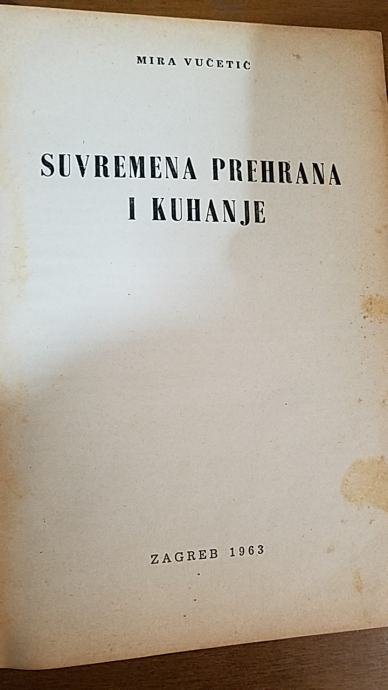 MIRA VUČETIĆ
SUVREMENA PREHRANA
I KUHANJE
ZAGREB 1963